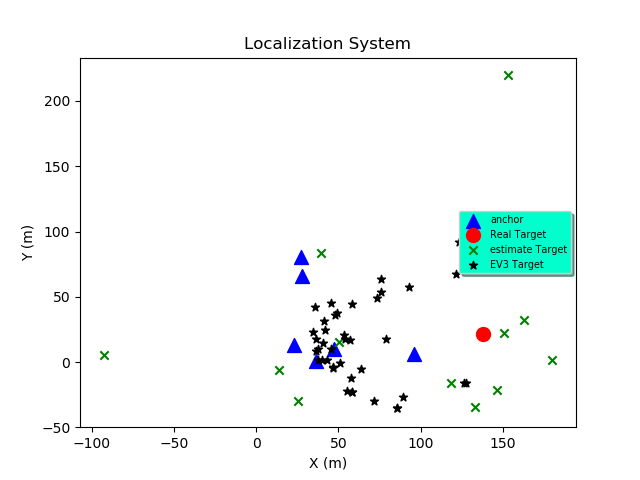 Localization System
Y (m)
200
150
100
50
0
−50
anchor
Real Target
estimate Target
EV3 Target
−100
−50
0
50
100
150
X (m)